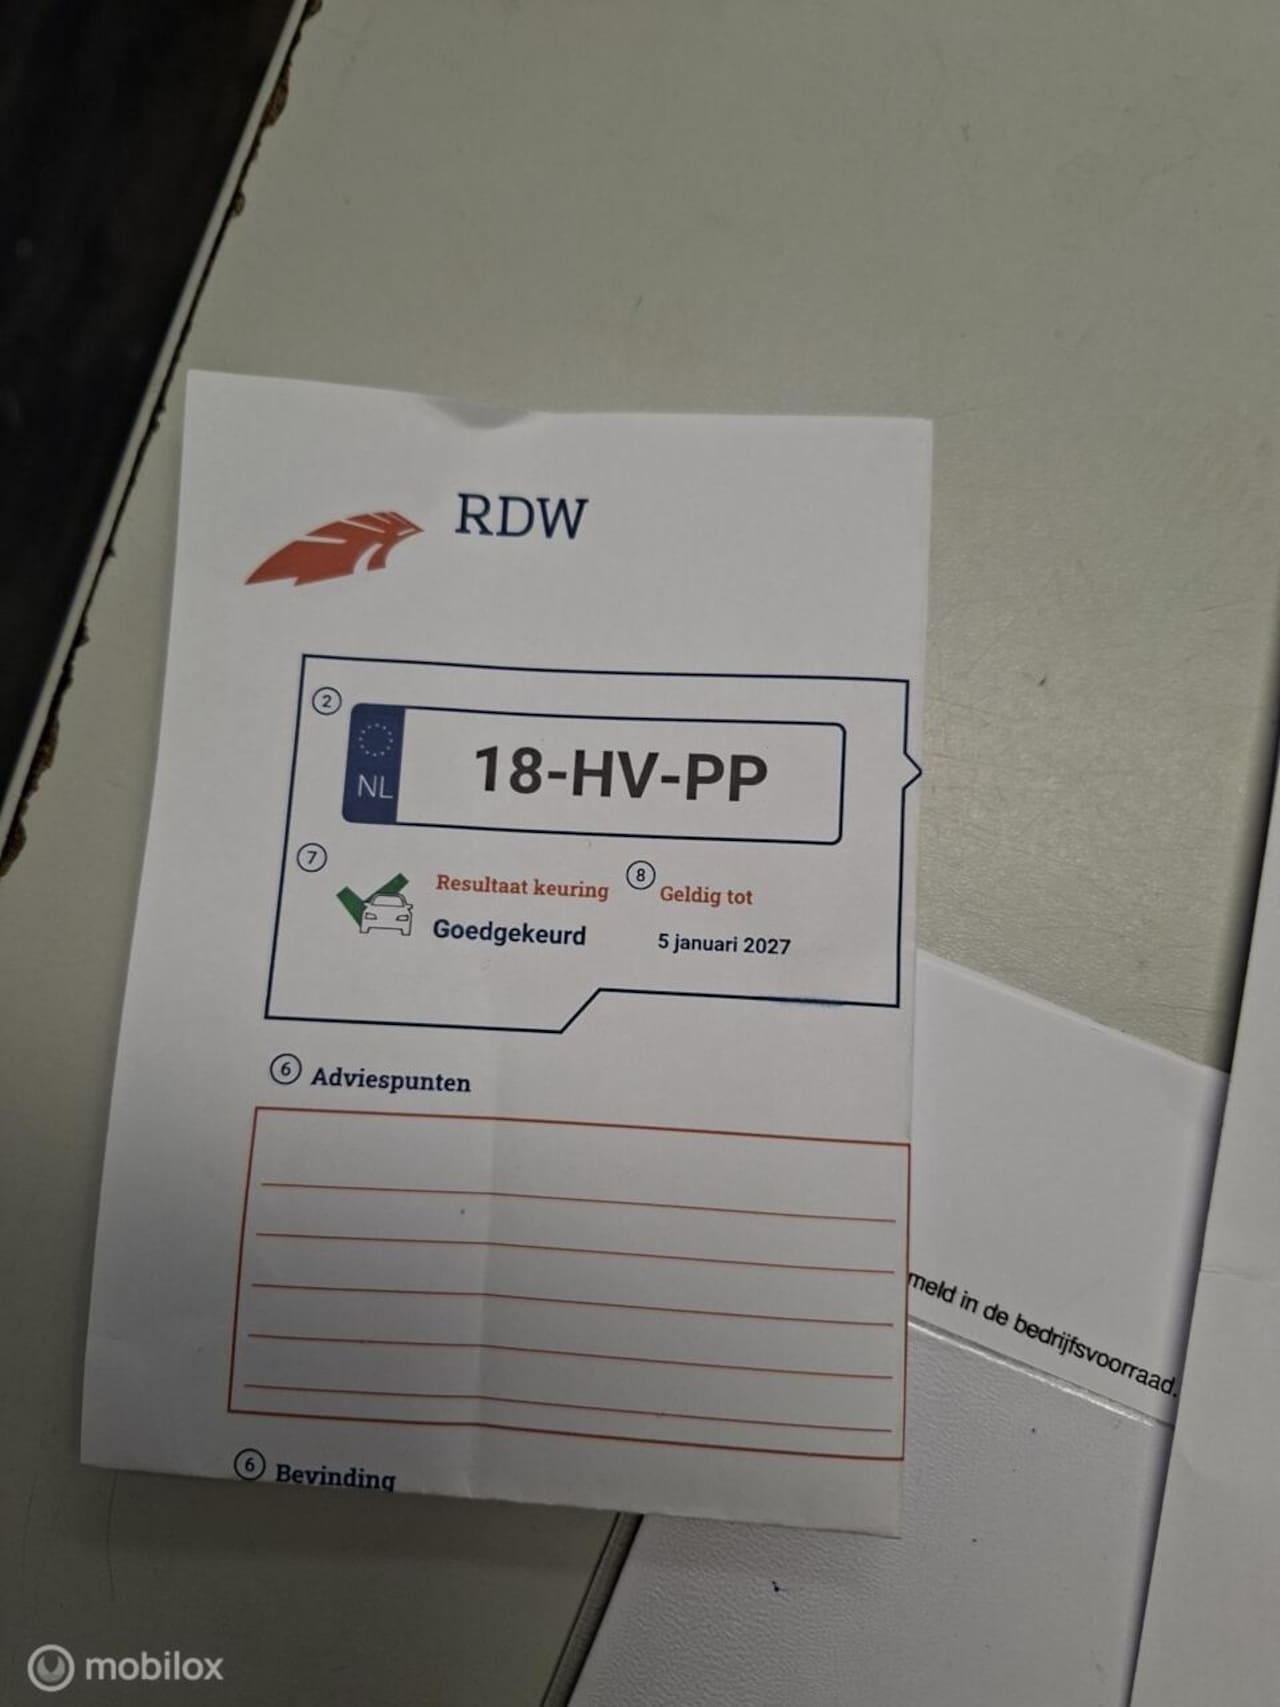 RDW
2
NL
18-HV-PP
7
Resultaat keuring
Goedgekeurd
8
Geldig tot
5 januari 2027
6 Adviespunten
6 Bevinding
meld in de bedrijfsvoorraad.
mobilox